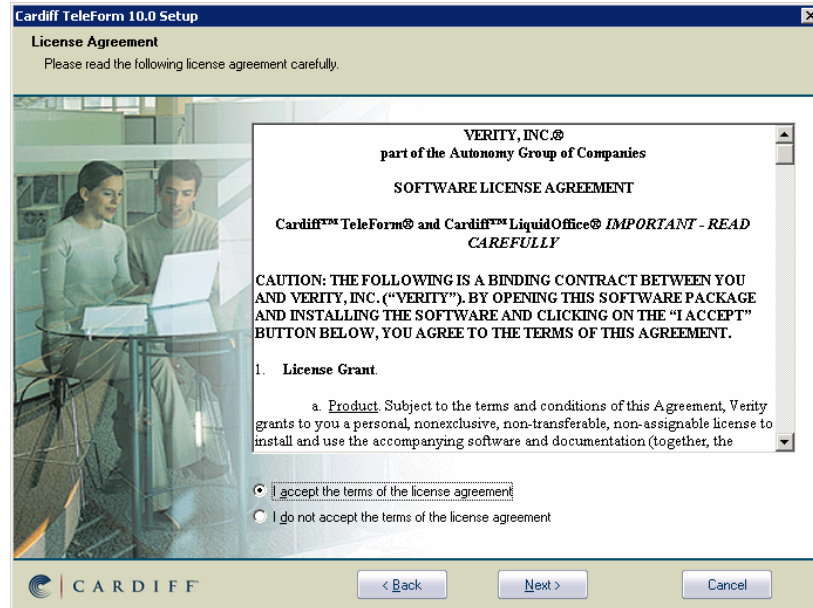 Cardiff TeleForm 10.0 Setup
License Agreement
Please read the following license agreement carefully.
VERITY, INC.®
part of the Autonomy Group of Companies
SOFTWARE LICENSE AGREEMENT
Cardiff™ TeleForm® and Cardiff™ LiquidOffice® IMPORTANT - READ
CAREFULLY
CAUTION: THE FOLLOWING IS A BINDING CONTRACT BETWEEN YOU
AND VERITY, INC. (“VERITY”). BY OPENING THIS SOFTWARE PACKAGE
AND INSTALLING THE SOFTWARE AND CLICKING ON THE “I ACCEPT”
BUTTON BELOW, YOU AGREE TO THE TERMS OF THIS AGREEMENT.
1. License Grant.
a. Product. Subject to the terms and conditions of this Agreement, Verity
grants to you a personal, nonexclusive, non-transferable, non-assignable license to
install and use the accompanying software and documentation (together, the
I accept the terms of the license agreement
I do not accept the terms of the license agreement
CARDIFF™
< Back
Next >
Cancel